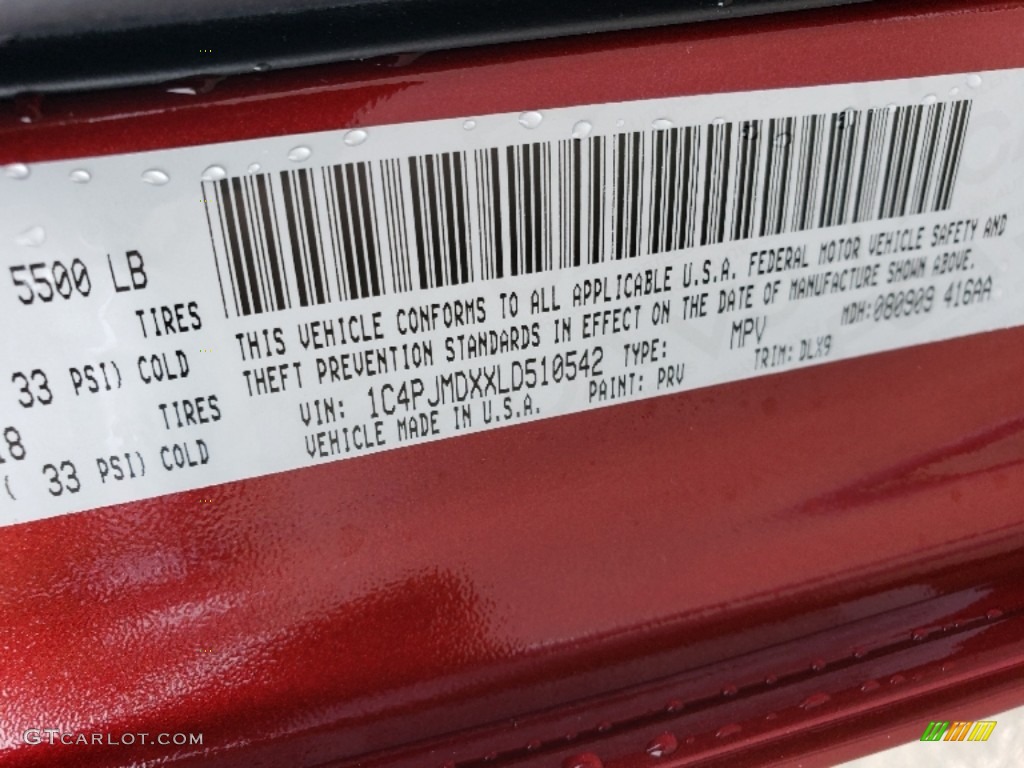 5500 LB
TIRES
33 PSI) COLD
18 TIRES
( 33 PSI) COLD
THIS VEHICLE CONFORMS TO ALL APPLICABLE U.S.A. FEDERAL MOTOR VEHICLE SAFETY AND
THEFT PREVENTION STANDARDS IN EFFECT ON THE DATE OF MANUFACTURE SHOWN ABOVE.
VIN: 1C4PJMDXXLD510542 TYPE: MPV MDH:080909 416AA
VEHICLE MADE IN U.S.A. PAINT: PRV TRIM: DLX9
GTCARLOT.COM